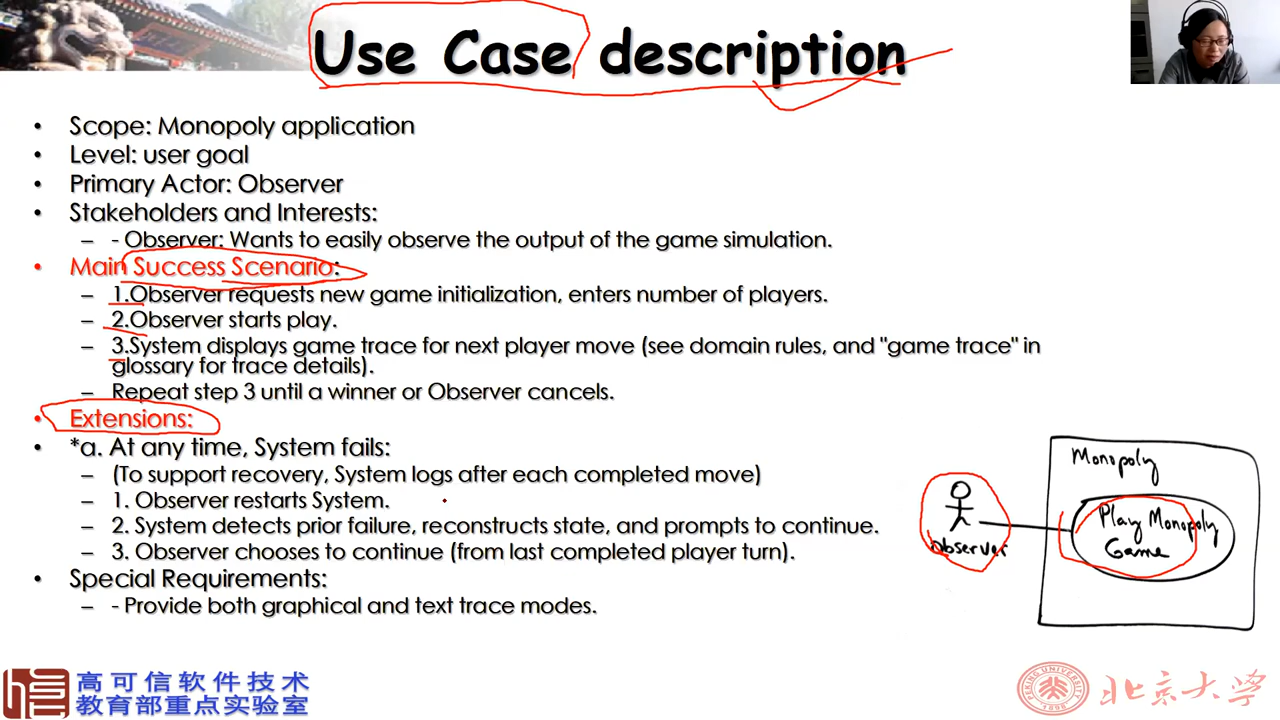 Use Case description
• Scope: Monopoly application
• Level: user goal
• Primary Actor: Observer
• Stakeholders and Interests:
– - Observer: Wants to easily observe the output of the game simulation.
• Main Success Scenario:
– 1.Observer requests new game initialization, enters number of players.
– 2.Observer starts play.
– 3.System displays game trace for next player move (see domain rules, and "game trace" in
glossary for trace details).
– Repeat step 3 until a winner or Observer cancels.
• Extensions:
• *a. At any time, System fails:
– (To support recovery, System logs after each completed move)
– 1. Observer restarts System.
– 2. System detects prior failure, reconstructs state, and prompts to continue.
– 3. Observer chooses to continue (from last completed player turn).
• Special Requirements:
– - Provide both graphical and text trace modes.
Monopoly
Play Monopoly
Game
Observer
高可信软件技术
教育部重点实验室
PEKING UNIVERSITY
1898
北京大学